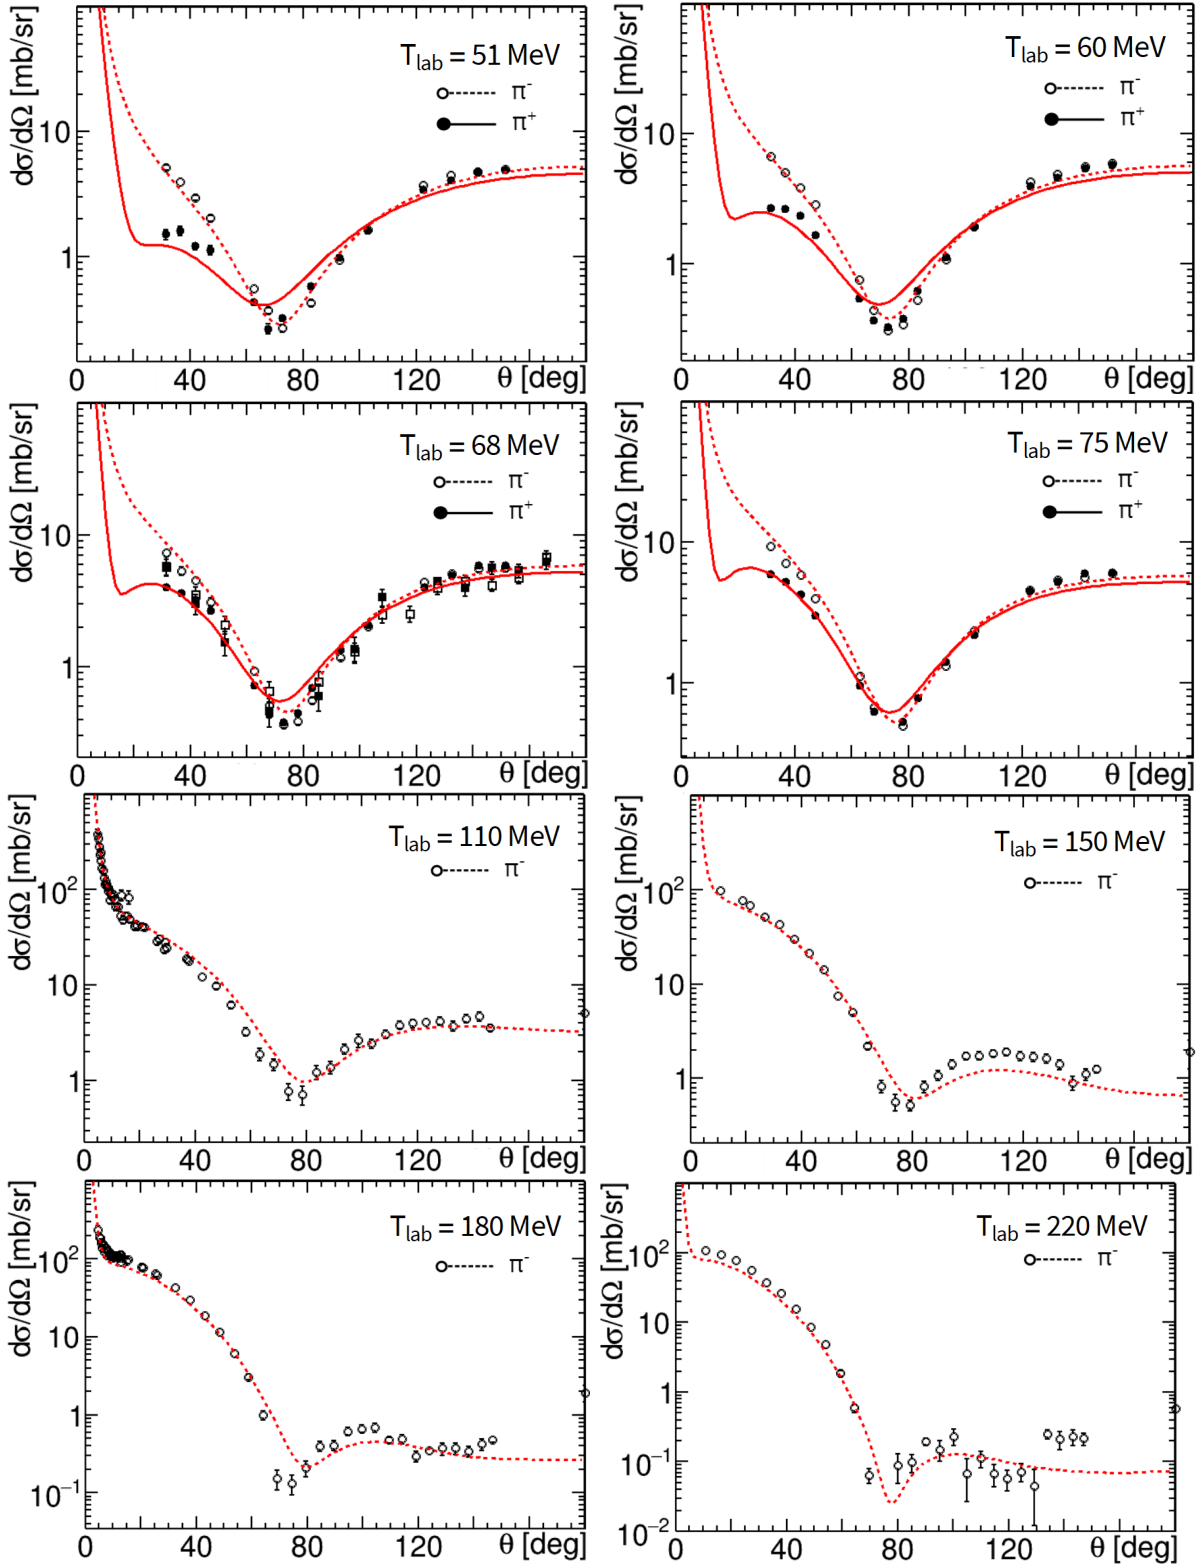 dσ/dΩ [mb/sr]
T_lab = 51 MeV
π⁻
π⁺
10
1
0 40 80 120 θ [deg]
dσ/dΩ [mb/sr]
T_lab = 60 MeV
π⁻
π⁺
10
1
0 40 80 120 θ [deg]
dσ/dΩ [mb/sr]
T_lab = 68 MeV
π⁻
π⁺
10
1
0 40 80 120 θ [deg]
dσ/dΩ [mb/sr]
T_lab = 75 MeV
π⁻
π⁺
10
1
0 40 80 120 θ [deg]
dσ/dΩ [mb/sr]
T_lab = 110 MeV
π⁻
10²
10
1
0 40 80 120 θ [deg]
dσ/dΩ [mb/sr]
T_lab = 150 MeV
π⁻
10²
10
1
0 40 80 120 θ [deg]
dσ/dΩ [mb/sr]
T_lab = 180 MeV
π⁻
10²
10
1
10⁻¹
0 40 80 120 θ [deg]
dσ/dΩ [mb/sr]
T_lab = 220 MeV
π⁻
10²
10
1
10⁻¹
10⁻²
0 40 80 120 θ [deg]